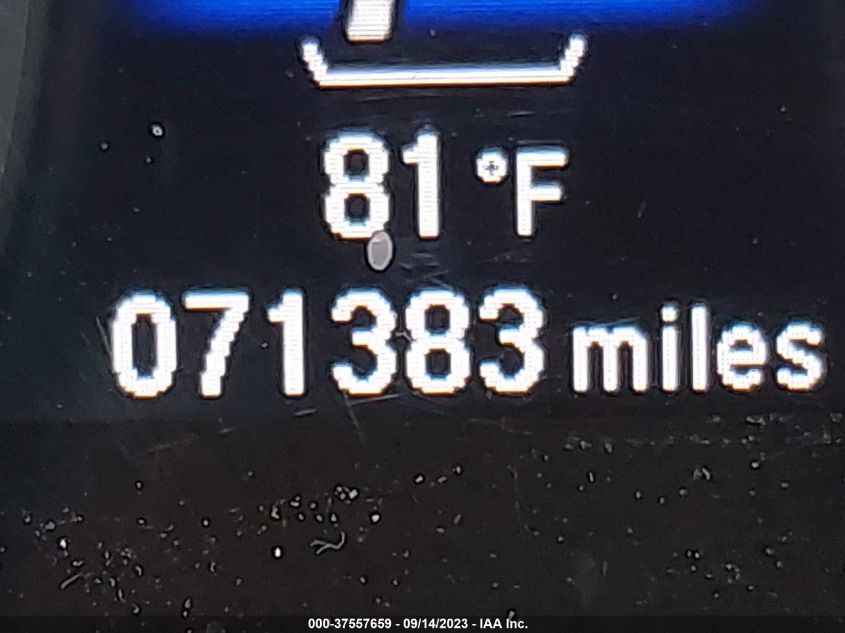 81 °F
071383 miles
000-37557659 - 09/14/2023 - IAA Inc.